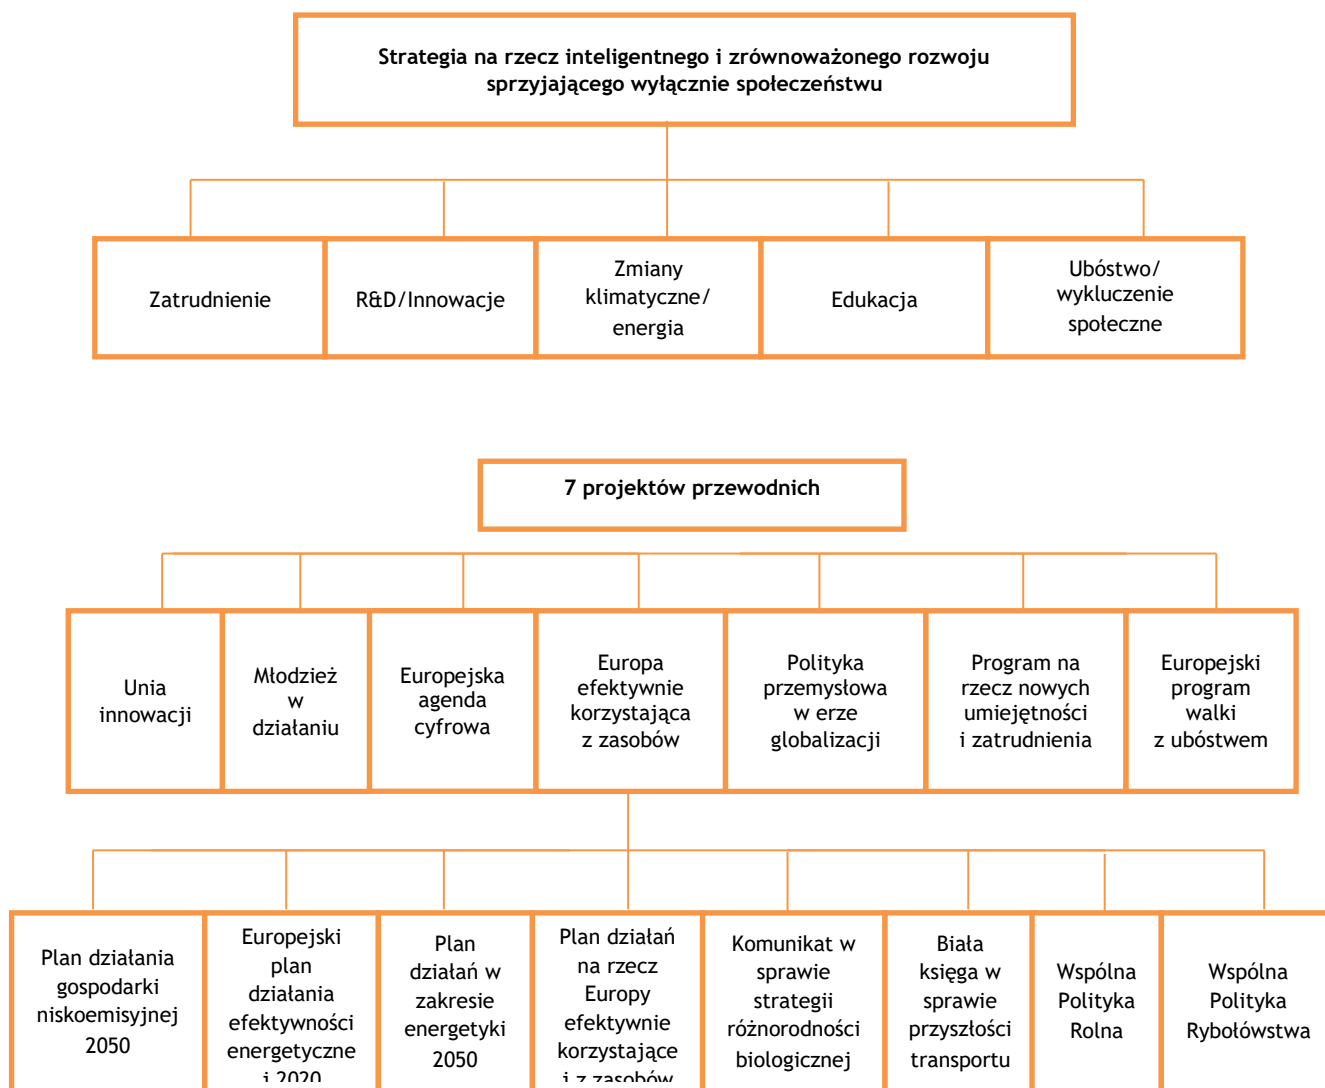 Strategia na rzecz inteligentnego i zrównoważonego rozwoju
sprzyjającego wyłącznie społeczeństwu
Zatrudnienie
R&D/Innowacje
Zmiany
klimatyczne/
energia
Edukacja
Ubóstwo/
wykluczenie
społeczne
7 projektów przewodnich
Unia
innowacji
Młodzież
w
działaniu
Europejska
agenda
cyfrowa
Europa
efektywnie
korzystająca
z zasobów
Polityka
przemysłowa
w erze
globalizacji
Program na
rzecz nowych
umiejętności
i zatrudnienia
Europejski
program
walki
z ubóstwem
Plan działania
gospodarki
niskoemisyjnej
2050
Europejski
plan
działania
efektywności
energetyczne
j 2020
Plan
działań w
zakresie
energetyki
2050
Plan działań
na rzecz
Europy
efektywnie
korzystające
j z zasobów
Komunikat w
sprawie
strategii
różnorodności
biologicznej
Biała
księga w
sprawie
przyszłości
transportu
Wspólna
Polityka
Rolna
Wspólna
Polityka
Rybołówstwa